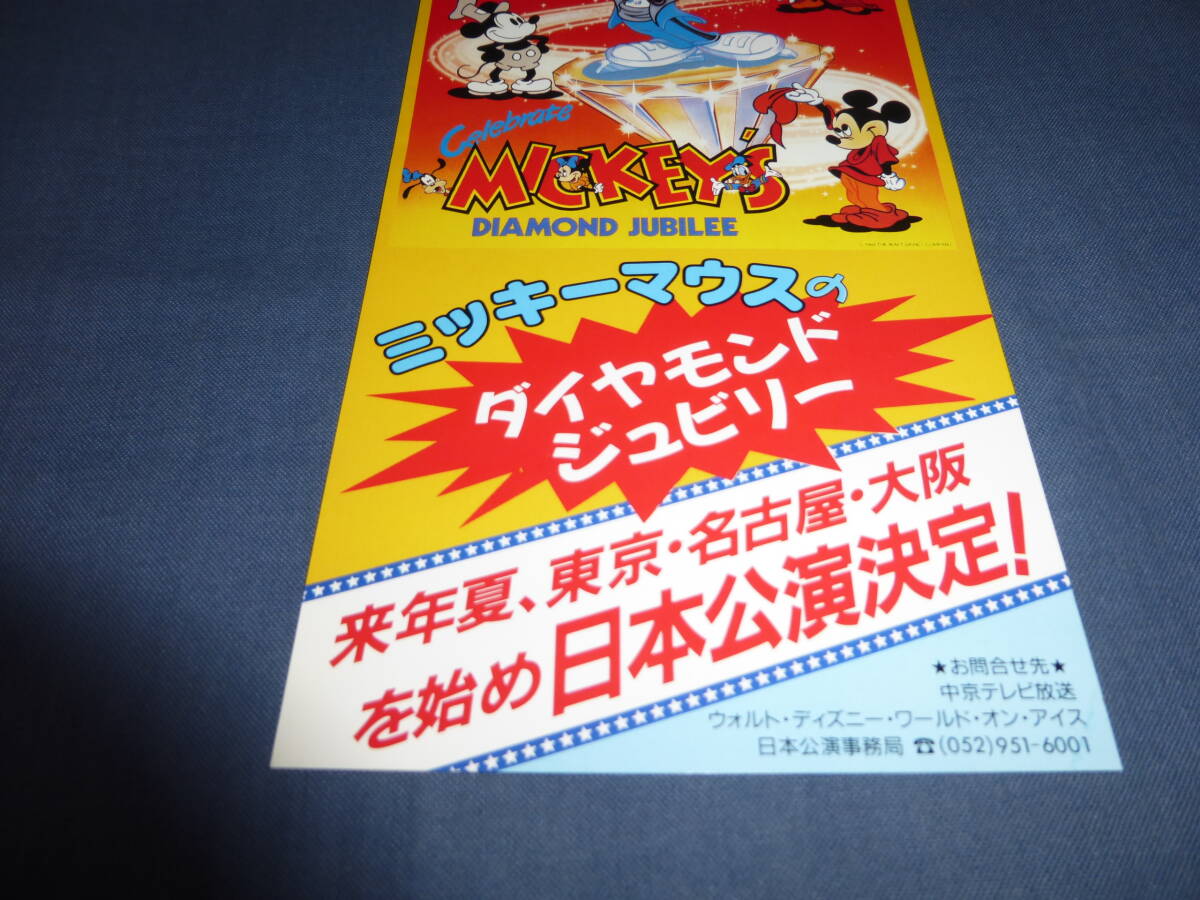 Celebrate
MICKEY'S
DIAMOND JUBILEE
ミッキーマウスの
ダイヤモンド
ジュビリー
来年夏、東京・名古屋・大阪
を始め日本公演決定!
★お問合せ先★
中京テレビ放送
ウォルト・ディズニー・ワールド・オン・アイス
日本公演事務局 ☎(052)951-6001